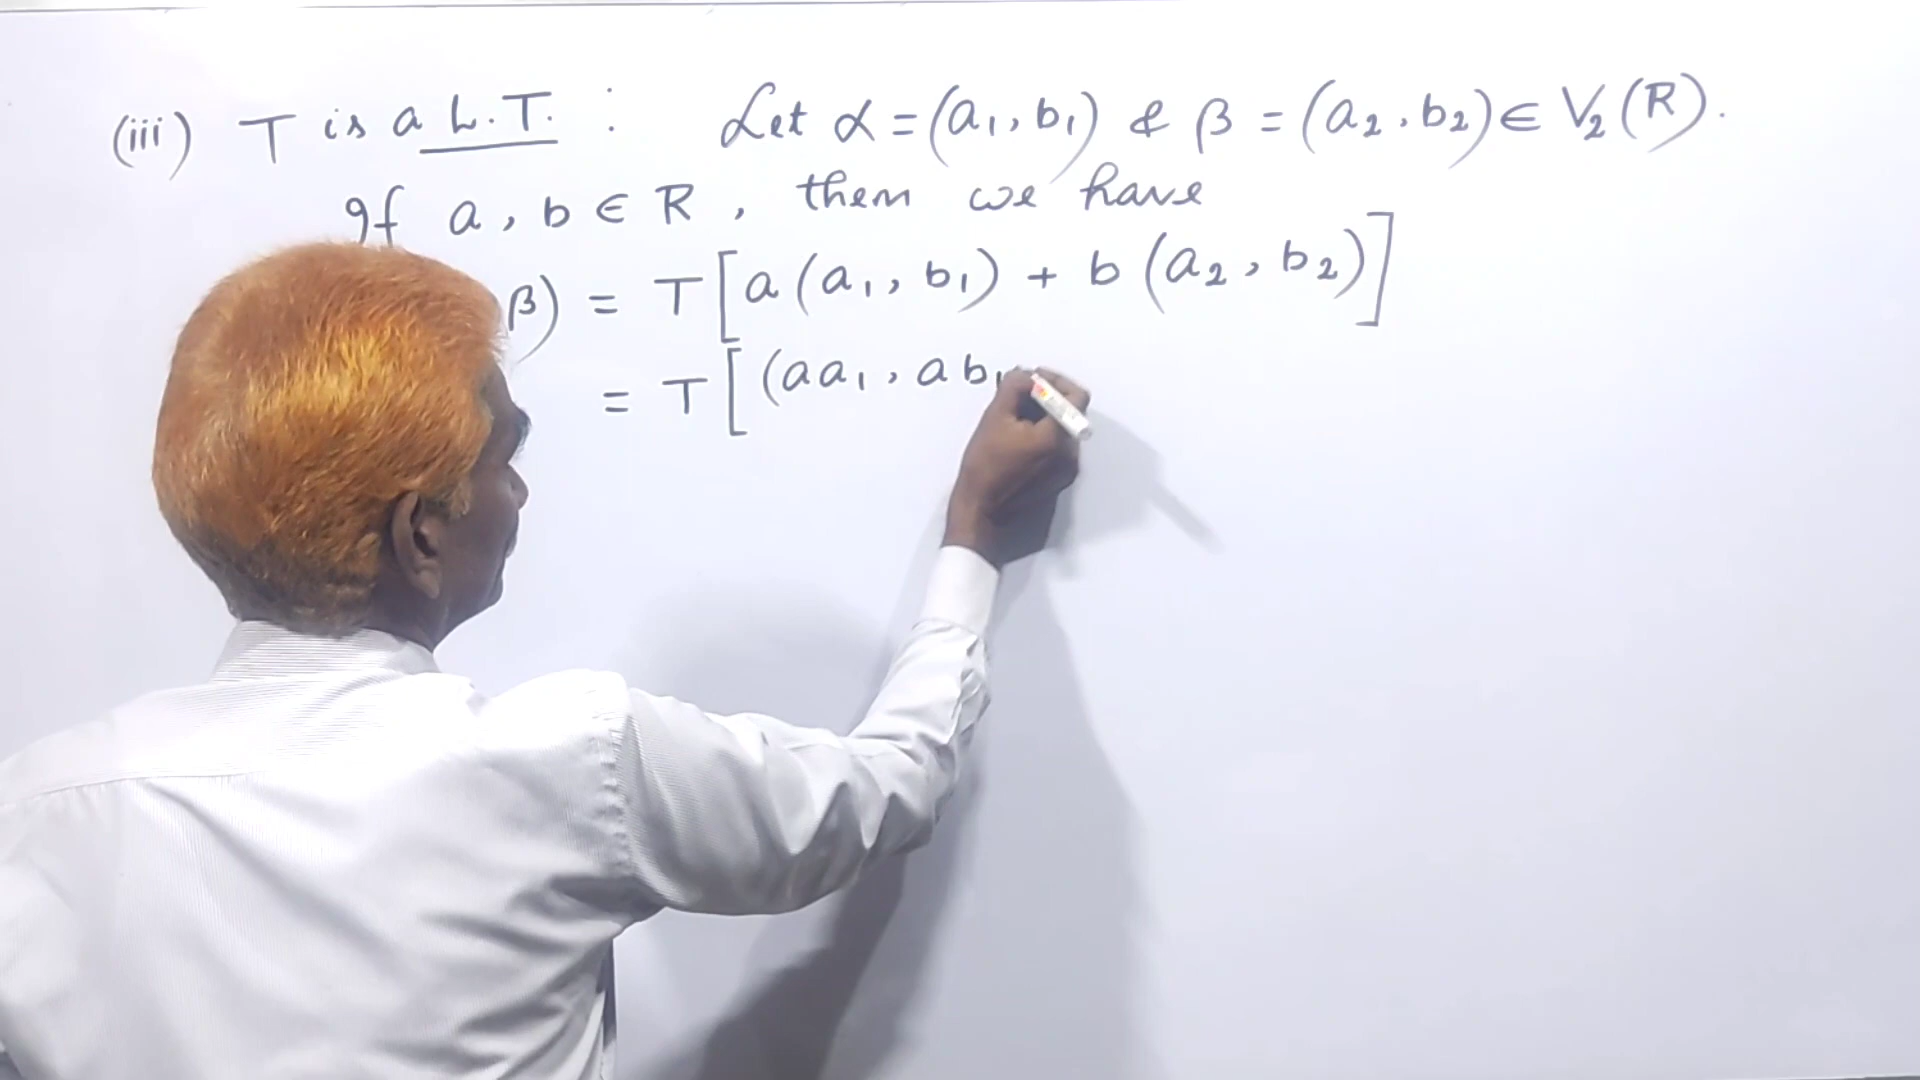 (iii) T is a L.T. : Let α = (a₁, b₁) & β = (a₂, b₂) ∈ V₂(R).
If a, b ∈ R, then we have
β) = T[a(a₁, b₁) + b(a₂, b₂)]
= T[(aa₁, ab₁